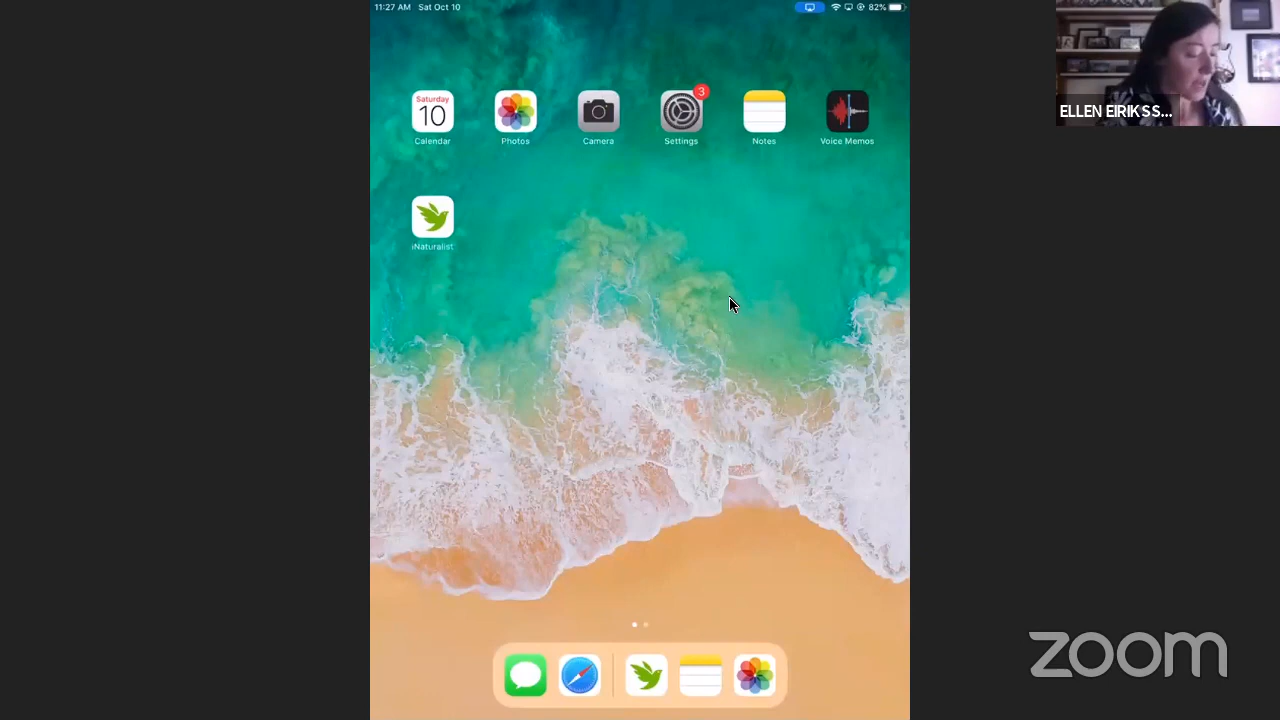 11:27 AM Sat Oct 10
82%
ELLEN EIRIKSS...
Saturday
10
3
Calendar
Photos
Camera
Settings
Notes
Voice Memos
iNaturalist
zoom